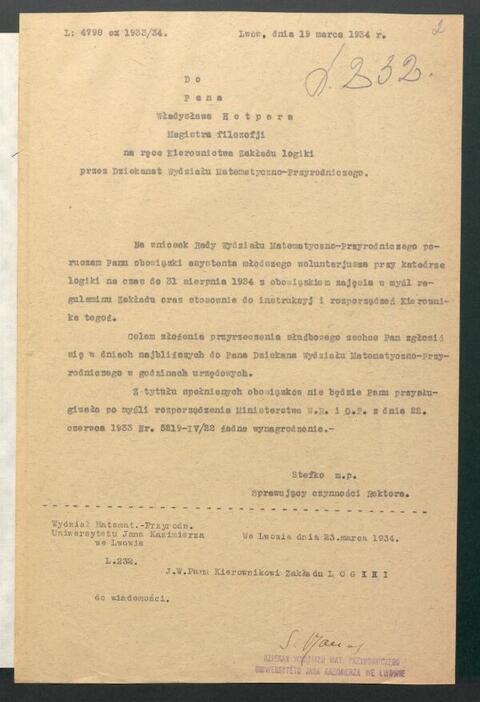 L: 4798 ex 1933/34. Lwow, dnia 19 marca 1934 r.
2
L. 232.
Do
Pana
Władysława Hetpera
Magistra filozofji
na ręce Kierownictwa Zakładu logiki
przez Dziekanat Wydziału Matematyczno-Przyrodniczego.
Na wniosek Rady Wydziału Matematyczno-Przyrodniczego po-
ruczam Panu obowiązki asystenta młodszego woluntarjusza przy katedrze
logiki na czas do 31 sierpnia 1934 z obowiązkiem zajęcia w myśl re-
gulaminu Zakładu oraz stosownie do instrukcyj i rozporządzeń Kierowni-
ka tegoż.
Celem złożenia przyrzeczenia służbowego zechce Pan zgłosić
się w dniach najbliższych do Pana Dziekana Wydziału Matematyczno-Przy-
rodniczego w godzinach urzędowych.
Z tytułu spełnianych obowiązków nie będzie Panu przysłu-
giwało po myśli rozporządzenia Ministerstwa W.R. i O.P. z dnia 22.
czerwca 1933 Nr. 5819-IV/22 żadne wynagrodzenie.-
Stefko m.p.
Sprawujący czynności Rektora.
Wydział Matemat.-Przyrodn.
Uniwersytetu Jana Kazimierza
we Lwowie
We Lwowie dnia 23.marca 1934.
L.232.
J.W.Panu Kierownikowi Zakładu LOGIKI
do wiadomości.
DZIEKAN WYDZIAŁU MAT. PRZYRODNICZEGO
UNIWERSYTETU JANA KAZIMIERZA WE LWOWIE